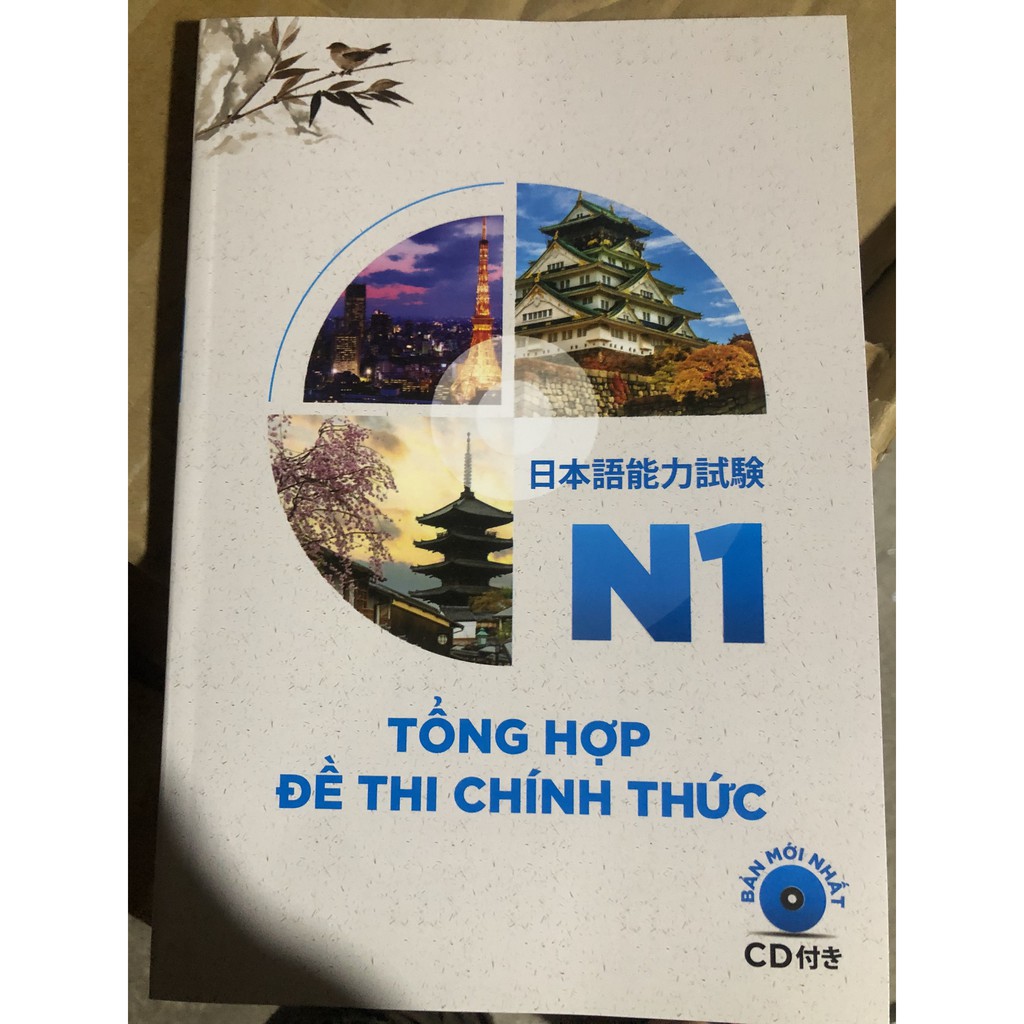 日本語能力試験
N1
TỔNG HỢP
ĐỀ THI CHÍNH THỨC
BẢN MỚI NHẤT
CD付き